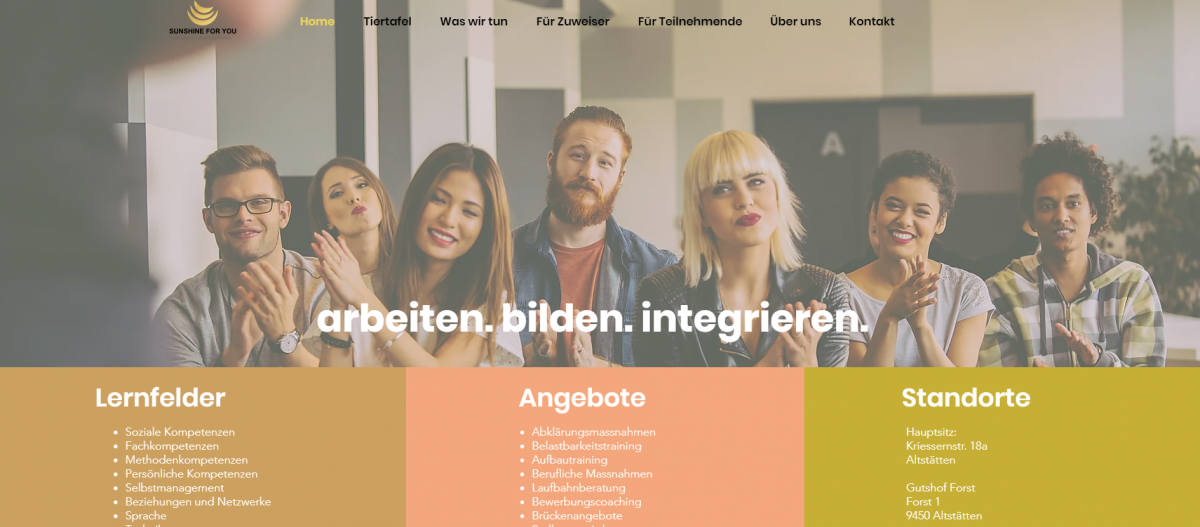 SUNSHINE FOR YOU
Home Tiertafel Was wir tun Für Zuweiser Für Teilnehmende Über uns Kontakt
A
arbeiten. bilden. integrieren.
Lernfelder
Soziale Kompetenzen
Fachkompetenzen
Methodenkompetenzen
Persönliche Kompetenzen
Selbstmanagement
Beziehungen und Netzwerke
Sprache
Angebote
Abklärungsmassnahmen
Belastbarkeitstraining
Aufbautraining
Berufliche Massnahmen
Laufbahnberatung
Bewerbungscoaching
Brückenangebote
Standorte
Hauptsitz:
Kriessernstr. 18a
Altstätten
Gutshof Forst
Forst 1
9450 Altstätten